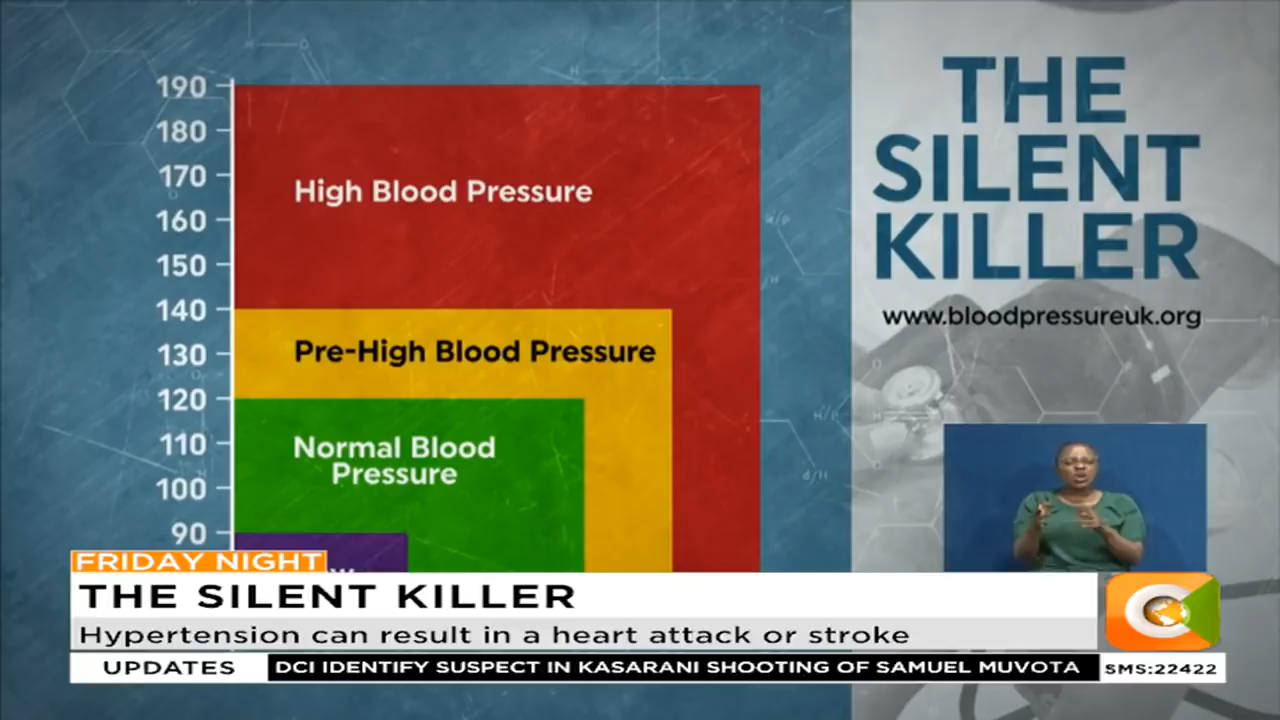 190
180
170
160
150
140
130
120
110
100
90
High Blood Pressure
Pre-High Blood Pressure
Normal Blood
Pressure
THE
SILENT
KILLER
www.bloodpressureuk.org
FRIDAY NIGHT
THE SILENT KILLER
Hypertension can result in a heart attack or stroke
UPDATES
DCI IDENTIFY SUSPECT IN KASARANI SHOOTING OF SAMUEL MUVOTA
SMS:22422